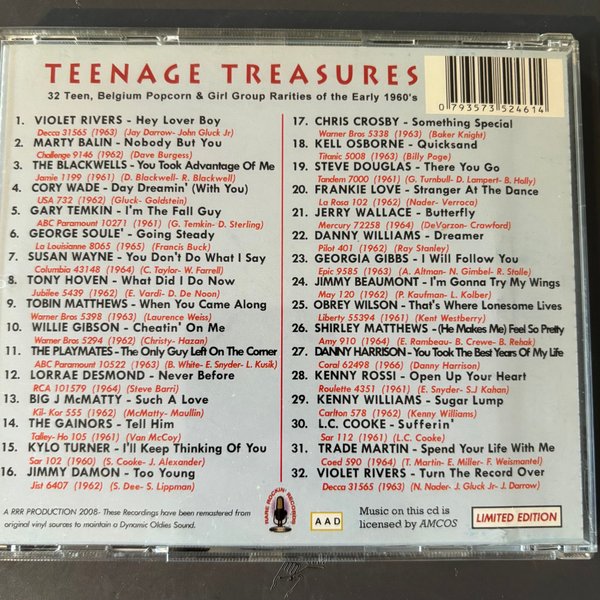 TEENAGE TREASURES
32 Teen, Belgium Popcorn & Girl Group Rarities of the Early 1960's
0 793573 524614
1. VIOLET RIVERS - Hey Lover Boy
Decca 31565 (1963) (Jay Darrow- John Gluck Jr)
2. MARTY BALIN - Nobody But You
Challenge 9146 (1962) (Dave Burgess)
3. THE BLACKWELLS - You Took Advantage Of Me
Jamie 1199 (1961) (D. Blackwell- R. Blackwell)
4. CORY WADE - Day Dreamin' (With You)
USA 732 (1962) (Gluck- Goldstein)
5. GARY TEMKIN - I'm The Fall Guy
ABC Paramount 10271 (1961) (G. Temkin- D. Sterling)
6. GEORGE SOULE' - Going Steady
La Louisianne 8065 (1965) (Francis Buck)
7. SUSAN WAYNE - You Don't Do What I Say
Columbia 43148 (1964) (C. Taylor- W. Farrell)
8. TONY HOVEN - What Did I Do Now
Jubilee 5439 (1962) (E. Vardi- D. De Noon)
9. TOBIN MATTHEWS - When You Came Along
Warner Bros 5398 (1963) (Laurence Weiss)
10. WILLIE GIBSON - Cheatin' On Me
Warner Bros 5294 (1962) (Christy- Hazan)
11. THE PLAYMATES - The Only Guy Left On The Corner
ABC Paramount 10522 (1963) (B. White- E. Snyder- L. Kusik)
12. LORRAE DESMOND - Never Before
RCA 101579 (1964) (Steve Barri)
13. BIG J McMATTY - Such A Love
Kil- Kor 555 (1962) (McMatty- Maullin)
14. THE GAINORS - Tell Him
Talley- Ho 105 (1961) (Van McCoy)
15. KYLO TURNER - I'll Keep Thinking Of You
Sar 102 (1960) (S. Cooke- J. Alexander)
16. JIMMY DAMON - Too Young
Jist 6407 (1962) (S. Dee- S. Lippman)
17. CHRIS CROSBY - Something Special
Warner Bros 5338 (1963) (Baker Knight)
18. KELL OSBORNE - Quicksand
Titanic 5008 (1963) (Billy Page)
19. STEVE DOUGLAS - There You Go
Tandem 7000 (1961) (G. Turnbull- D. Lampert- B. Holly)
20. FRANKIE LOVE - Stranger At The Dance
La Rosa 102 (1962) (Nader- Verroca)
21. JERRY WALLACE - Butterfly
Mercury 72258 (1964) (DeVarzon- Crawford)
22. DANNY WILLIAMS - Dreamer
Pilot 401 (1962) (Ray Stanley)
23. GEORGIA GIBBS - I Will Follow You
Epic 9585 (1963) (A. Altman- N. Gimbel- R. Stolle)
24. JIMMY BEAUMONT - I'm Gonna Try My Wings
May 120 (1962) (P. Kaufman- L. Kolber)
25. OBREY WILSON - That's Where Lonesome Lives
Liberty 55394 (1961) (Kent Westberry)
26. SHIRLEY MATTHEWS - (He Makes Me) Feel So Pretty
Amy 910 (1964) (E. Rambeau- B. Crewe- B. Rehak)
27. DANNY HARRISON - You Took The Best Years Of My Life
Coral 62498 (1966) (Danny Harrison)
28. KENNY ROSSI - Open Up Your Heart
Roulette 4351 (1961) (E. Snyder- S.J. Kahan)
29. KENNY WILLIAMS - Sugar Lump
Carlton 578 (1962) (Kenny Williams)
30. L.C. COOKE - Sufferin'
Sar 112 (1961) (L.C. Cooke)
31. TRADE MARTIN - Spend Your Life With Me
Coed 590 (1964) (T. Martin- E. Miller- F. Weismantel)
32. VIOLET RIVERS - Turn The Record Over
Decca 31565 (1963) (N. Nader- J. Gluck Jr- J. Darrow)
A RRR PRODUCTION 2008- These Recordings have been remastered from
original vinyl sources to maintain a Dynamic Oldies Sound.
RARE ROCKIN' RECORDS
AAD
Music on this cd is
licensed by AMCOS
LIMITED EDITION